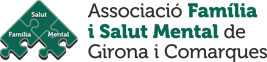 Salut
Família
Mental
Associació Família
i Salut Mental de
Girona i Comarques